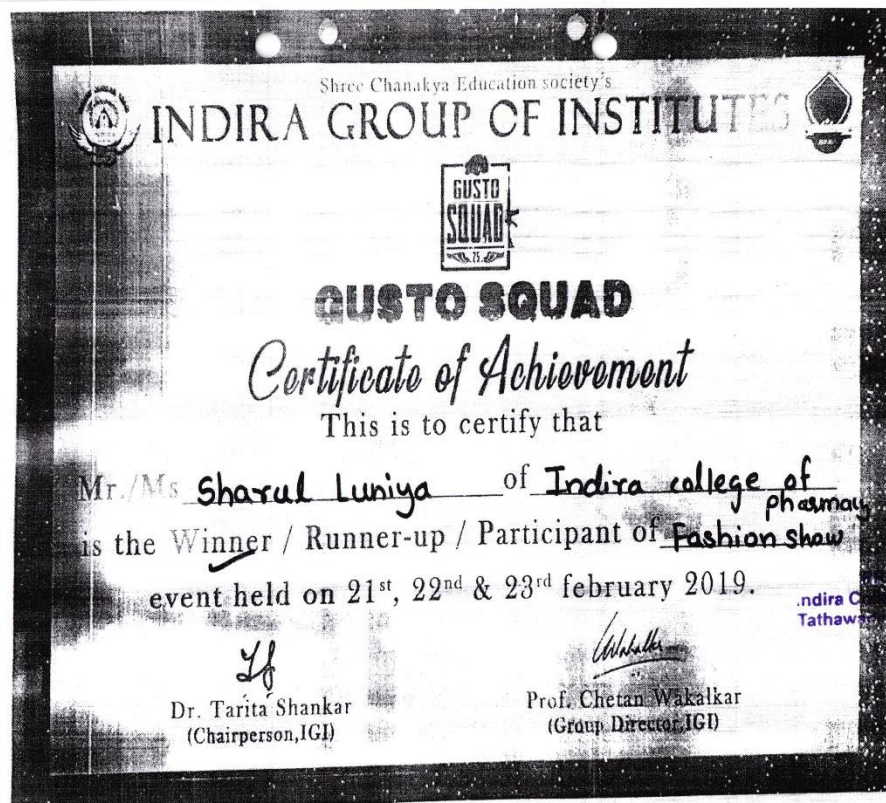 Shree Chanakya Education society's
INDIRA GROUP OF INSTITUTES
GUSTO
SQUAD
25
GUSTO SQUAD
Certificate of Achievement
This is to certify that
Mr./Ms Sharul Luniya of Indira college of
pharmacy
is the Winner / Runner-up / Participant of Fashion show
event held on 21st, 22nd & 23rd february 2019.
.ndira C
Tathaw
Dr. Tarita Shankar
(Chairperson,IGI)
Prof. Chetan Wakalkar
(Group Director,IGI)